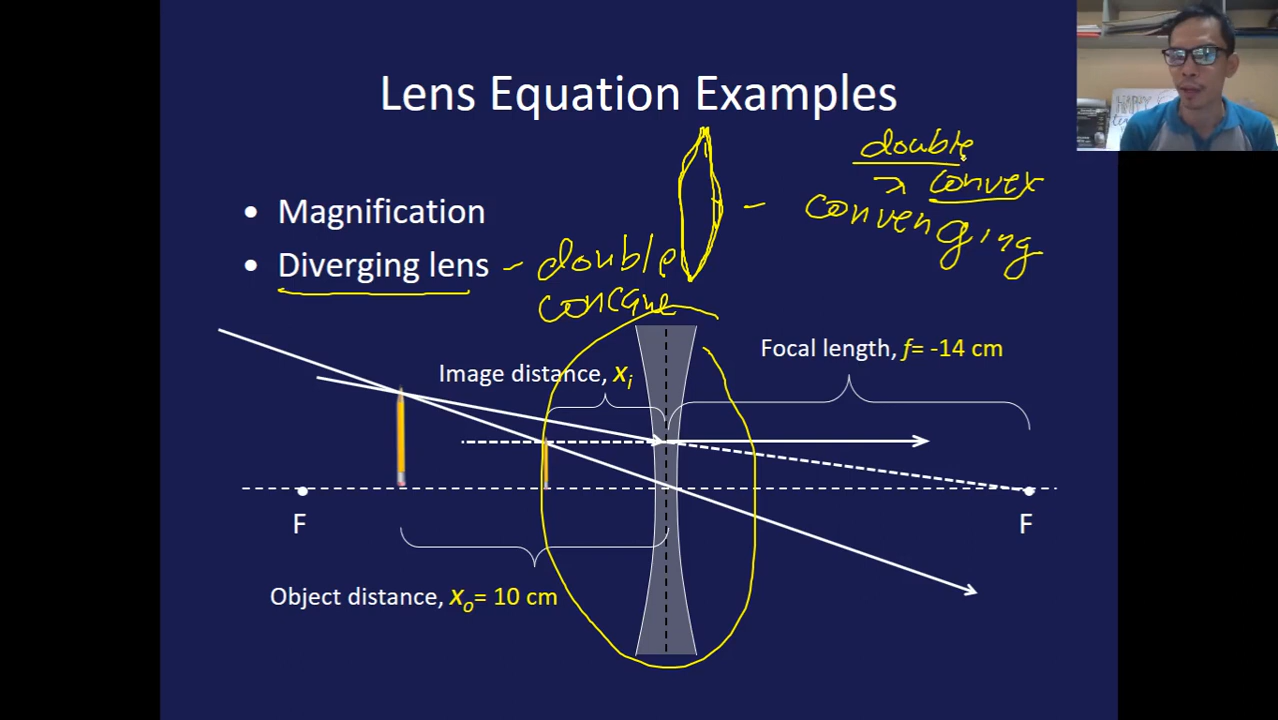 Lens Equation Examples
double
→ convex
- convenging
• Magnification
• Diverging lens - double
concave
Focal length, f= -14 cm
Image distance, xi
F
F
Object distance, xo= 10 cm